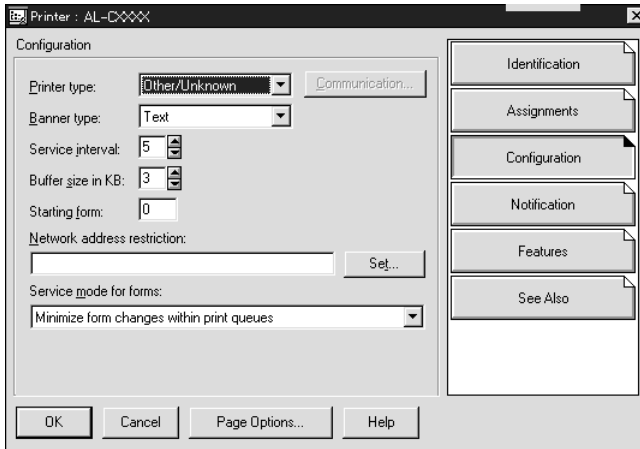 Printer : AL-CXXX
Configuration
Printer type: Other/Unknown Communication...
Banner type: Text
Service interval: 5
Buffer size in KB: 3
Starting form: 0
Network address restriction:
Set...
Service mode for forms:
Minimize form changes within print queues
OK Cancel Page Options... Help
Identification
Assignments
Configuration
Notification
Features
See Also